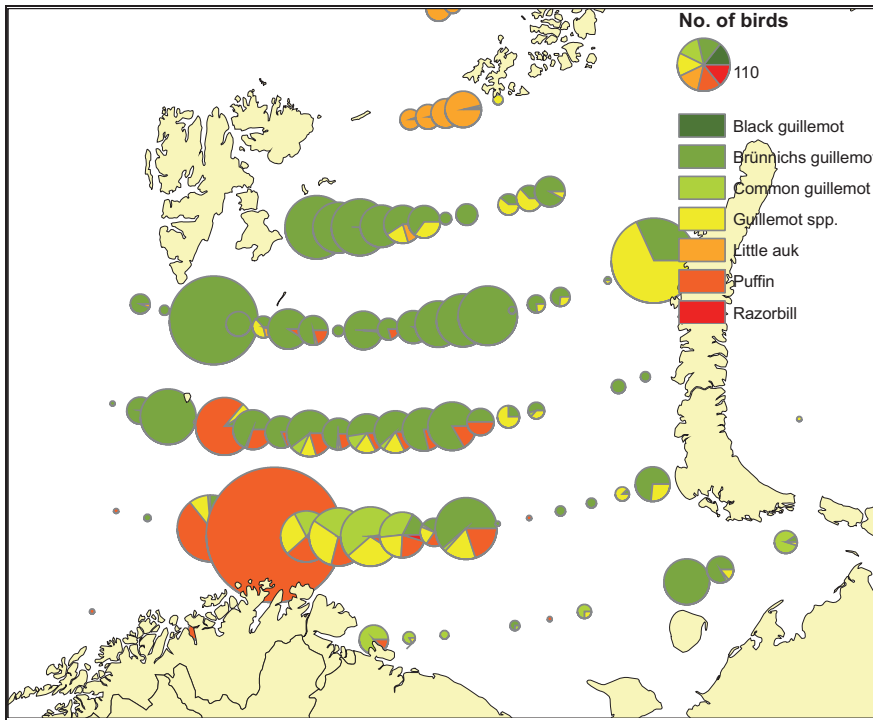 No. of birds
110
Black guillemot
Brünnichs guillemot
Common guillemot
Guillemot spp.
Little auk
Puffin
Razorbill